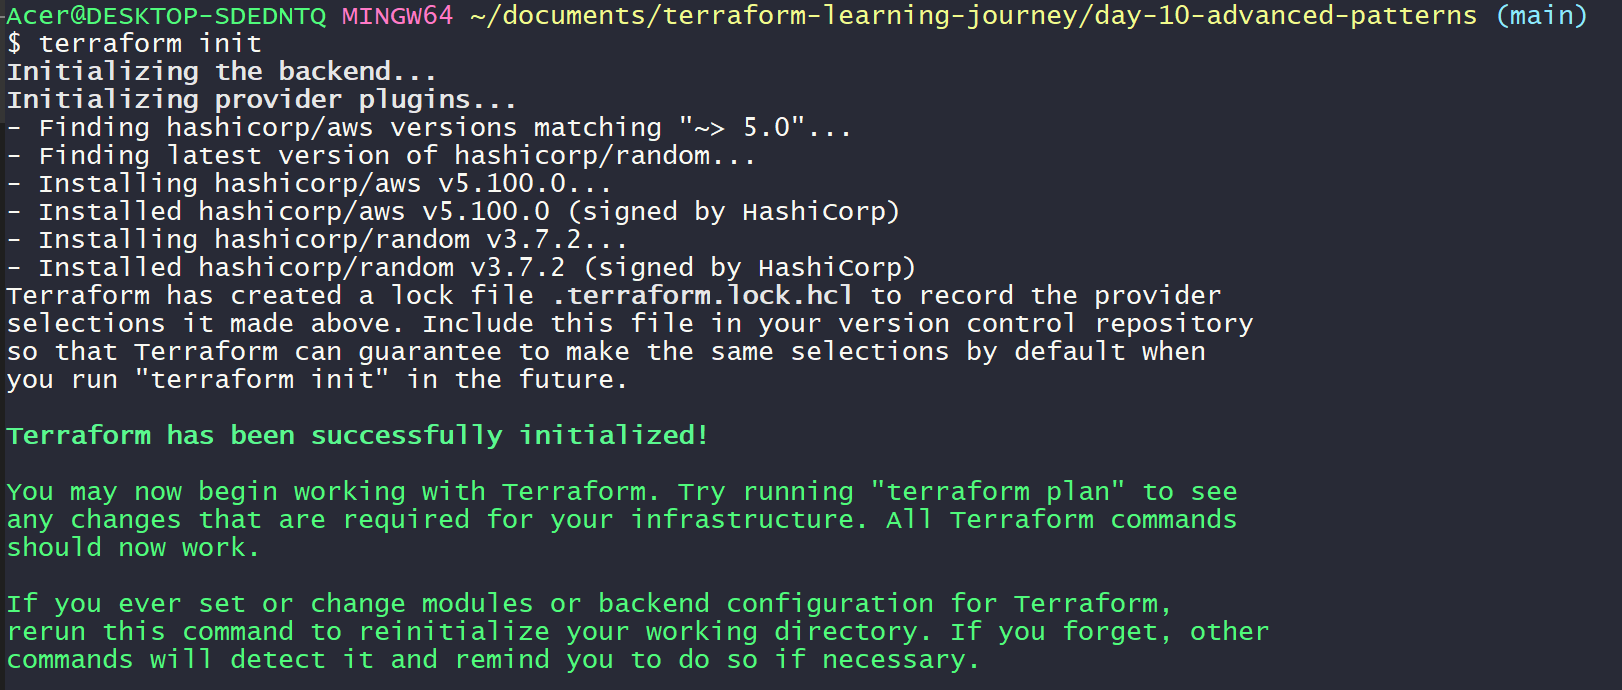 Acer@DESKTOP-SDEDNTQ MINGW64 ~/documents/terraform-learning-journey/day-10-advanced-patterns (main)
$ terraform init
Initializing the backend...
Initializing provider plugins...
- Finding hashicorp/aws versions matching "~> 5.0"...
- Finding latest version of hashicorp/random...
- Installing hashicorp/aws v5.100.0...
- Installed hashicorp/aws v5.100.0 (signed by HashiCorp)
- Installing hashicorp/random v3.7.2...
- Installed hashicorp/random v3.7.2 (signed by HashiCorp)
Terraform has created a lock file .terraform.lock.hcl to record the provider
selections it made above. Include this file in your version control repository
so that Terraform can guarantee to make the same selections by default when
you run "terraform init" in the future.
Terraform has been successfully initialized!
You may now begin working with Terraform. Try running "terraform plan" to see
any changes that are required for your infrastructure. All Terraform commands
should now work.
If you ever set or change modules or backend configuration for Terraform,
rerun this command to reinitialize your working directory. If you forget, other
commands will detect it and remind you to do so if necessary.